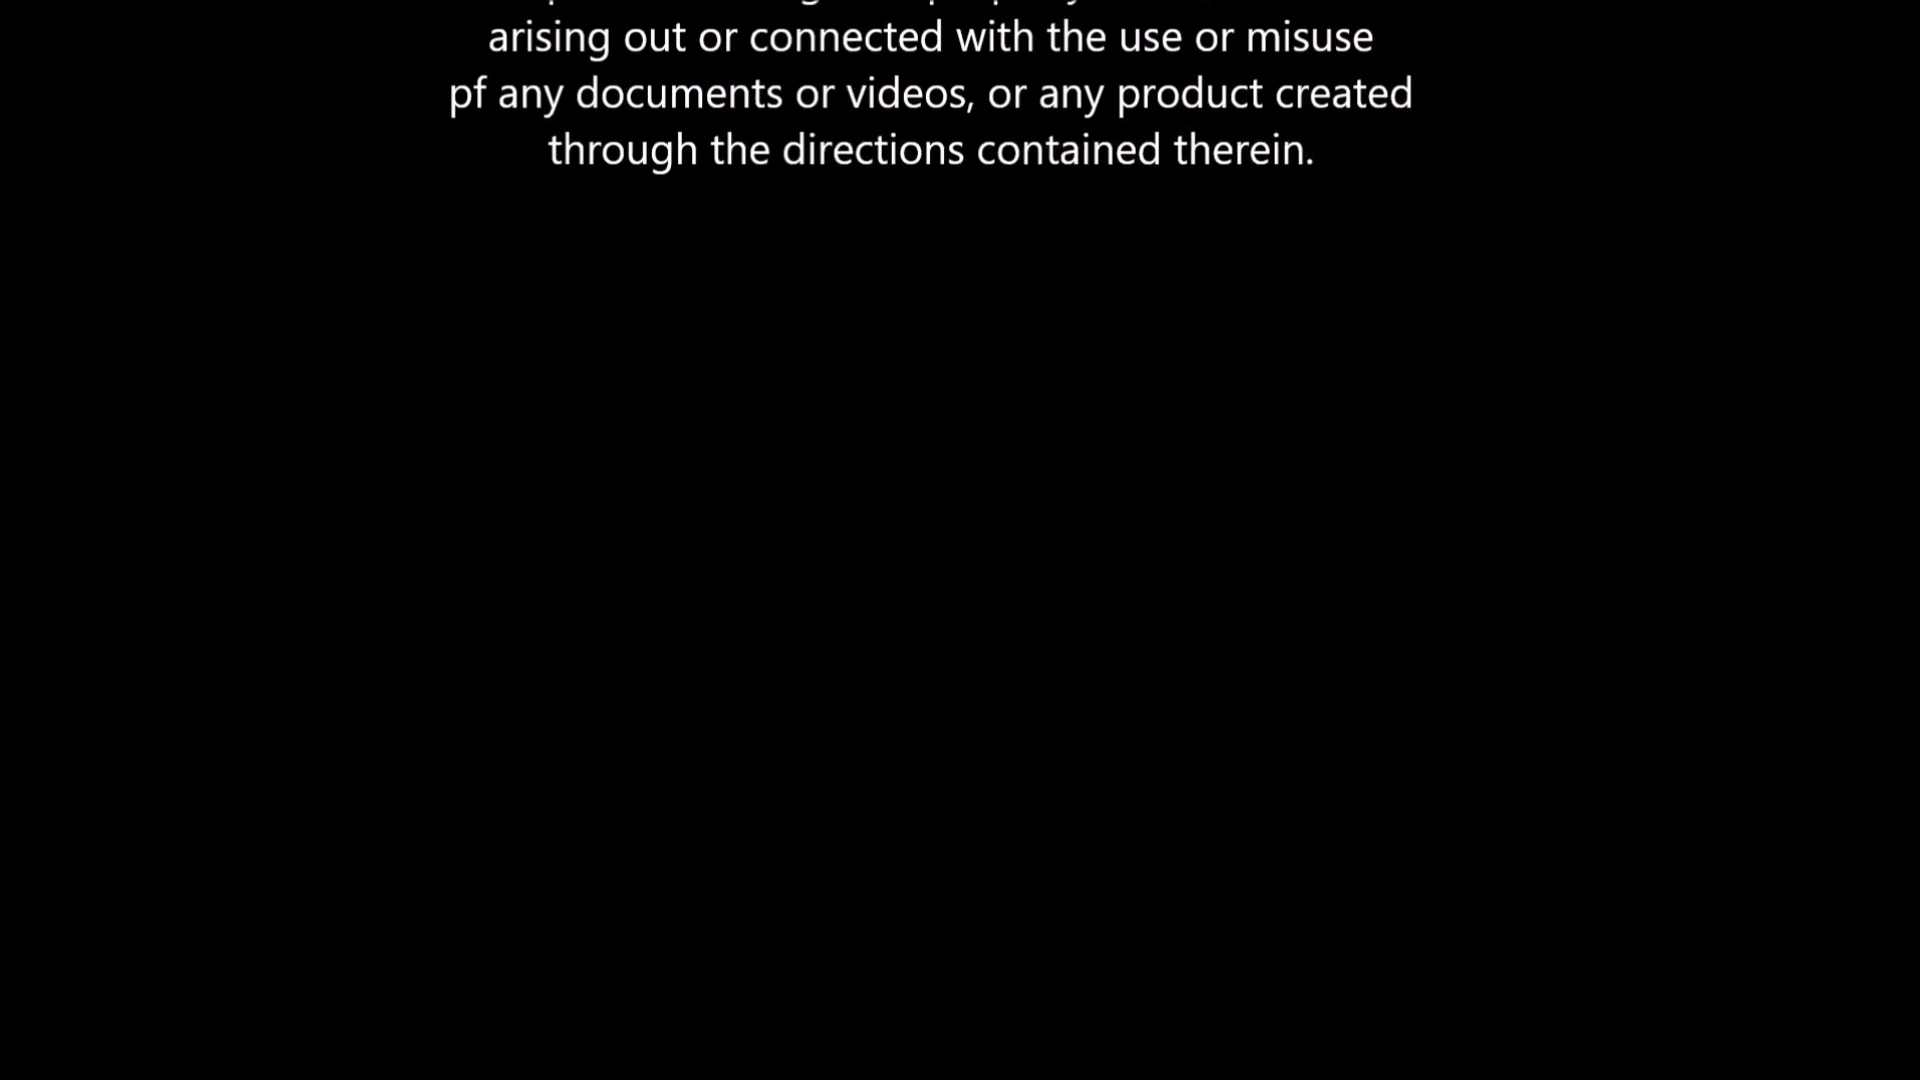 arising out or connected with the use or misuse
pf any documents or videos, or any product created
through the directions contained therein.